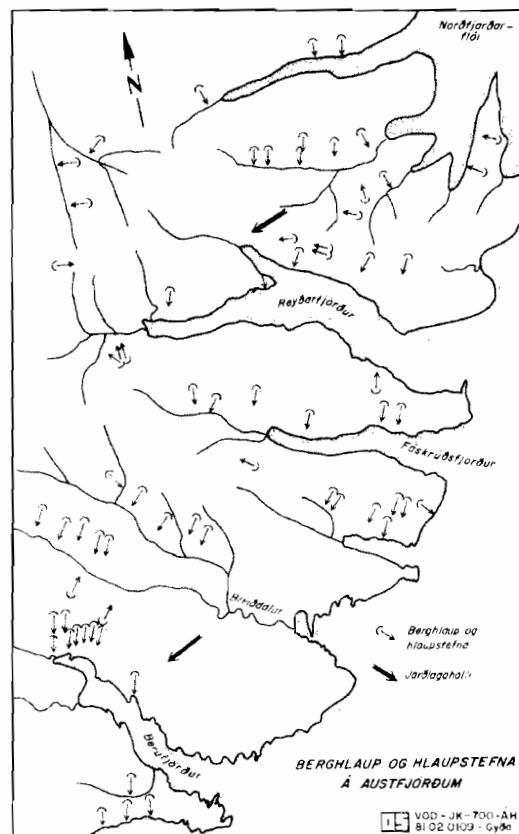 Norðfjarðar-
flói
N
Reyðarfjörður
Fáskrúðsfjörður
Breiðdalur
Berghlaup og
hlaupstefna
Jarðlagahalli
Berufjörður
BERGHLAUP OG HLAUPSTEFNA
Á AUSTFJÖRÐUM
VOD-JK-700-ÁH
81 02 0109 - Gyða